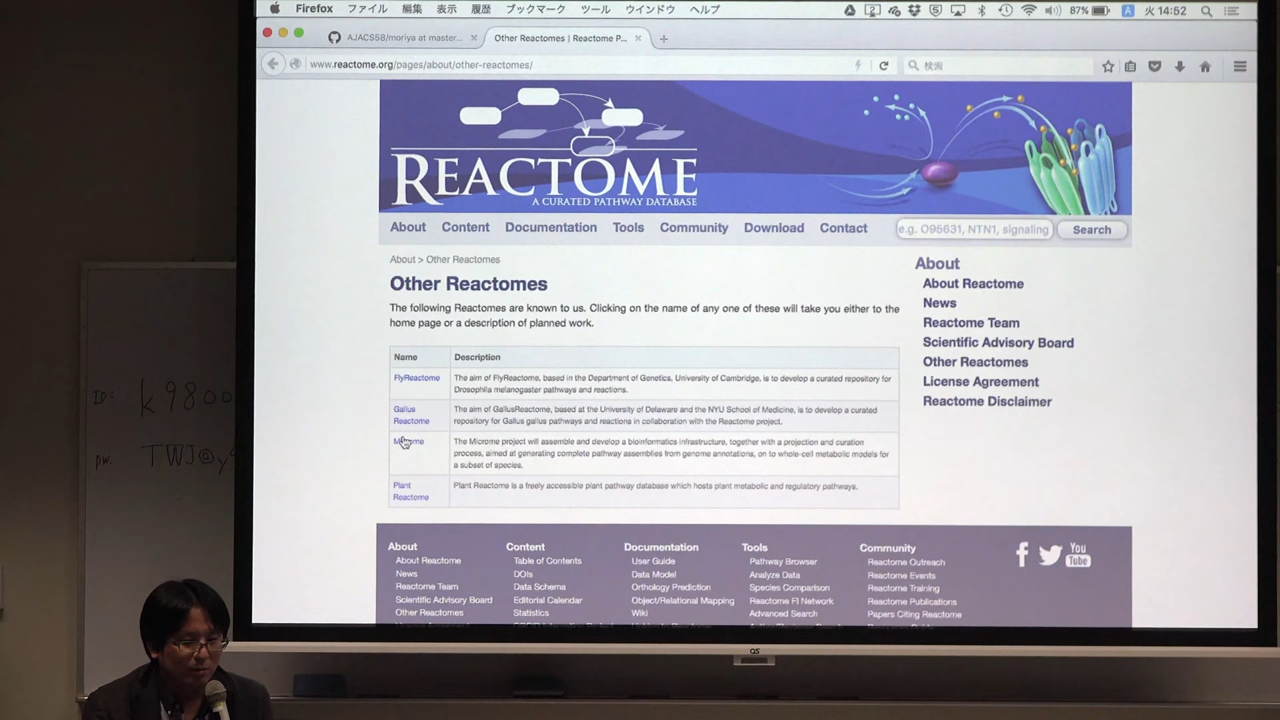 Firefox ファイル 編集 表示 履歴 ブックマーク ツール ウインドウ ヘルプ 87% A 火 14:52
AJACS58/moriya at master... × Other Reactomes | Reactome P... × +
www.reactome.org/pages/about/other-reactomes/ 検索
REACTOME
A CURATED PATHWAY DATABASE
About Content Documentation Tools Community Download Contact e.g. O95631, NTN1, signaling Search
About > Other Reactomes
Other Reactomes
The following Reactomes are known to us. Clicking on the name of any one of these will take you either to the
home page or a description of planned work.
Name Description
FlyReactome The aim of FlyReactome, based in the Department of Genetics, University of Cambridge, is to develop a curated repository for
Drosophila melanogaster pathways and reactions.
Gallus
Reactome
The aim of GallusReactome, based at the University of Delaware and the NYU School of Medicine, is to develop a curated
repository for Gallus gallus pathways and reactions in collaboration with the Reactome project.
The Microme project will assemble and develop a bioinformatics infrastructure, together with a projection and curation
process, aimed at generating complete pathway assemblies from genome annotations, on to whole-cell metabolic models for
a subset of species.
Plant
Reactome
Plant Reactome is a freely accessible plant pathway database which hosts plant metabolic and regulatory pathways.
About
About Reactome
News
Reactome Team
Scientific Advisory Board
Other Reactomes
License Agreement
Reactome Disclaimer
About
About Reactome
News
Reactome Team
Scientific Advisory Board
Other Reactomes
Content
Table of Contents
DOIs
Data Schema
Editorial Calendar
Statistics
Documentation
User Guide
Data Model
Orthology Prediction
Object/Relational Mapping
Wiki
Tools
Pathway Browser
Analyze Data
Species Comparison
Reactome FI Network
Advanced Search
Community
Reactome Outreach
Reactome Events
Reactome Training
Reactome Publications
Papers Citing Reactome
You
Tube
ID: k9800
pw. TWJ@y
OS